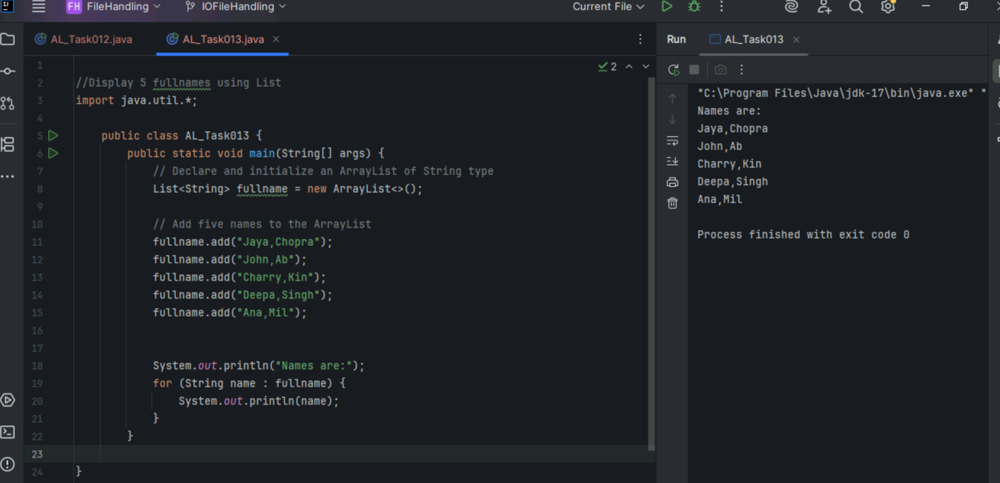 FH FileHandling IOFileHandling Current File
AL_Task012.java AL_Task013.java
2
1
2 //Display 5 fullnames using List
3 import java.util.*;
4
5 public class AL_Task013 {
6 public static void main(String[] args) {
7 // Declare and initialize an ArrayList of String type
8 List<String> fullname = new ArrayList<>();
9
10 // Add five names to the ArrayList
11 fullname.add("Jaya,Chopra");
12 fullname.add("John,Ab");
13 fullname.add("Charry,Kin");
14 fullname.add("Deepa,Singh");
15 fullname.add("Ana,Mil");
16
17
18 System.out.println("Names are:");
19 for (String name : fullname) {
20 System.out.println(name);
21 }
22 }
23
24 }
Run AL_Task013
"C:\Program Files\Java\jdk-17\bin\java.exe" "
Names are:
Jaya,Chopra
John,Ab
Charry,Kin
Deepa,Singh
Ana,Mil
Process finished with exit code 0